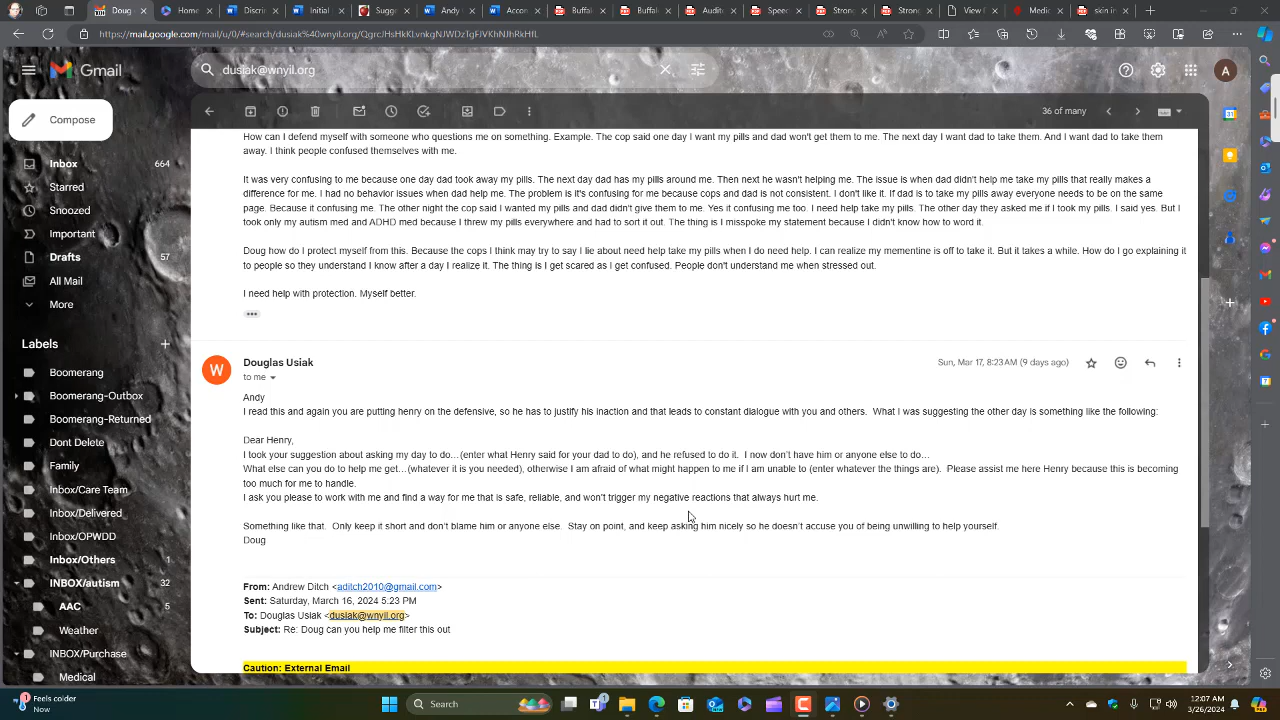 Doug
Home
Discri
Initial
Sugge
Andy
Accon
Buffal
Buffal
Audit
Speec
Strong
Strong
View (
Medic
skin ir
https://mail.google.com/mail/u/0/#search/dusiak%40wnyil.org/
Gmail
dusiak@wnyil.org
A
Compose
36 of many
Inbox 664
Starred
Snoozed
Important
Drafts 57
All Mail
More
Labels
Boomerang
Boomerang-Outbox
Boomerang-Returned
Dont Delete
Family
Inbox/Care Team
Inbox/Delivered
Inbox/OPWDD
Inbox/Others 1
INBOX/autism 32
AAC 5
Weather
INBOX/Purchase
Medical
How can I defend myself with someone who questions me on something. Example. The cop said one day I want my pills and dad won't get them to me. The next day I want dad to take them. And I want dad to take them
away. I think people confused themselves with me.
It was very confusing to me because one day dad took away my pills. The next day dad has my pills around me. Then next he wasn't helping me. The issue is when dad didn't help me take my pills that really makes a
difference for me. I had no behavior issues when dad help me. The problem is it's confusing for me because cops and dad is not consistent. I don't like it. If dad is to take my pills away everyone needs to be on the same
page. Because it confusing me. The other night the cop said I wanted my pills and dad didn't give them to me. Yes it confusing me too. I need help take my pills. The other day they asked me if I took my pills. I said yes. But I
took only my autism med and ADHD med because I threw my pills everywhere and had to sort it out. The thing is I misspoke my statement because I didn't know how to word it.
Doug how do I protect myself from this. Because the cops I think may try to say I lie about need help take my pills when I do need help. I can realize my mementine is off to take it. But it takes a while. How do I go explaining it
to people so they understand I know after a day I realize it. The thing is I get scared as I get confused. People don't understand me when stressed out.
I need help with protection. Myself better.
W
Douglas Usiak
Sun, Mar 17, 8:23 AM (9 days ago)
to me
Andy
I read this and again you are putting henry on the defensive, so he has to justify his inaction and that leads to constant dialogue with you and others. What I was suggesting the other day is something like the following:
Dear Henry,
I took your suggestion about asking my day to do…(enter what Henry said for your dad to do), and he refused to do it. I now don't have him or anyone else to do…
What else can you do to help me get…(whatever it is you needed), otherwise I am afraid of what might happen to me if I am unable to (enter whatever the things are). Please assist me here Henry because this is becoming
too much for me to handle.
I ask you please to work with me and find a way for me that is safe, reliable, and won't trigger my negative reactions that always hurt me.
Something like that. Only keep it short and don't blame him or anyone else. Stay on point, and keep asking him nicely so he doesn't accuse you of being unwilling to help yourself.
Doug
From: Andrew Ditch <aditch2010@gmail.com>
Sent: Saturday, March 16, 2024 5:23 PM
To: Douglas Usiak <dusiak@wnyil.org>
Subject: Re: Doug can you help me filter this out
Caution: External Email
Feels colder
Now
Search
12:07 AM
3/26/2024